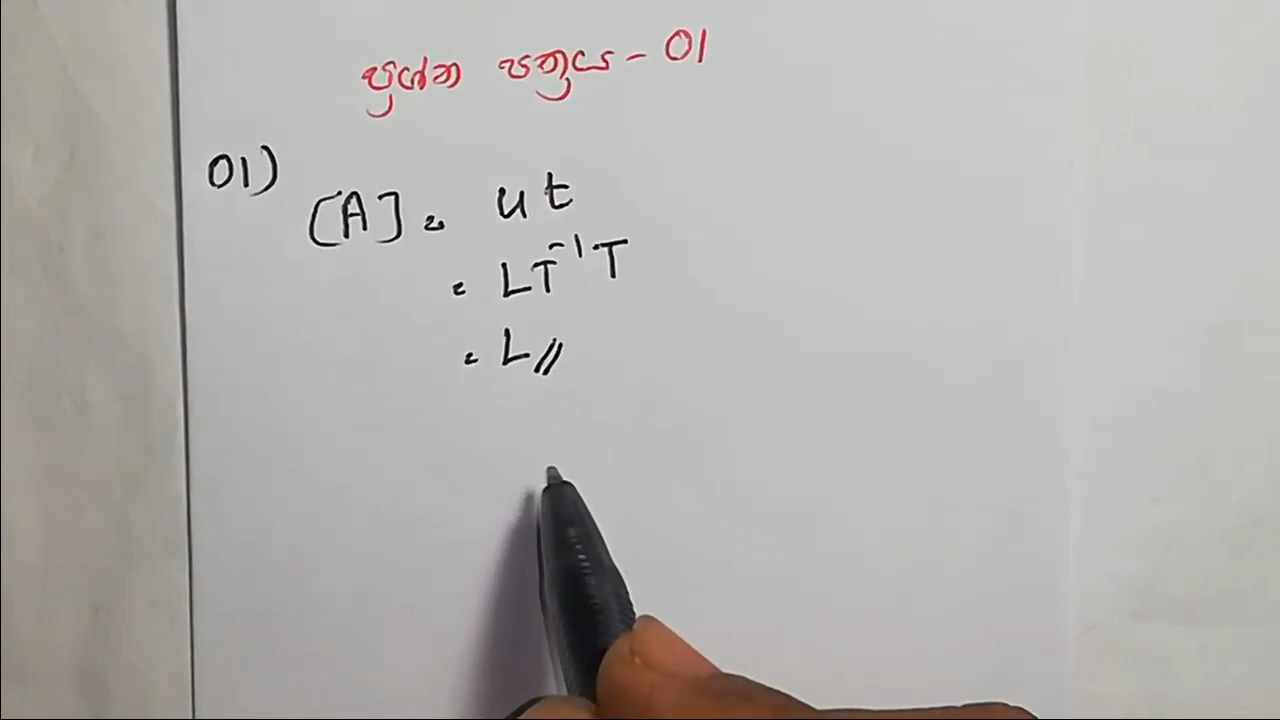 ප්‍රශ්න පත්‍රය - 01
01)
[A] = ut
= LT⁻¹T
= L//